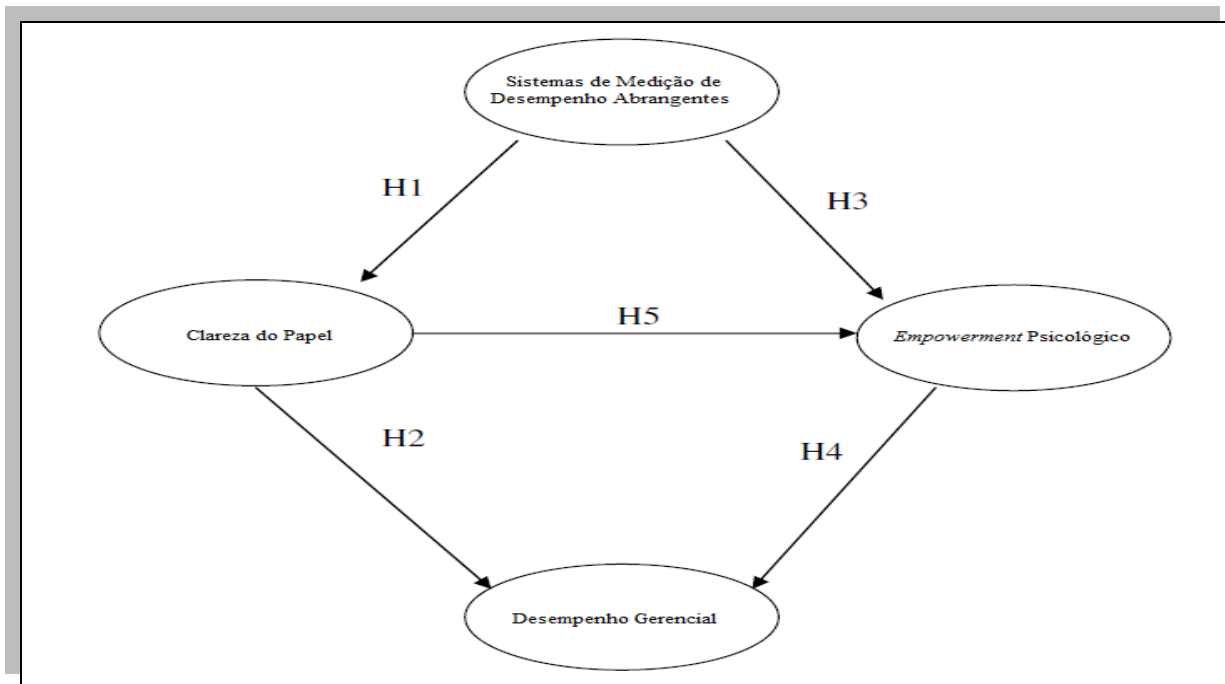 Sistemas de Medição de
Desempenho Abrangentes
H1
H3
Clareza do Papel
H5
Empowerment Psicológico
H2
H4
Desempenho Gerencial